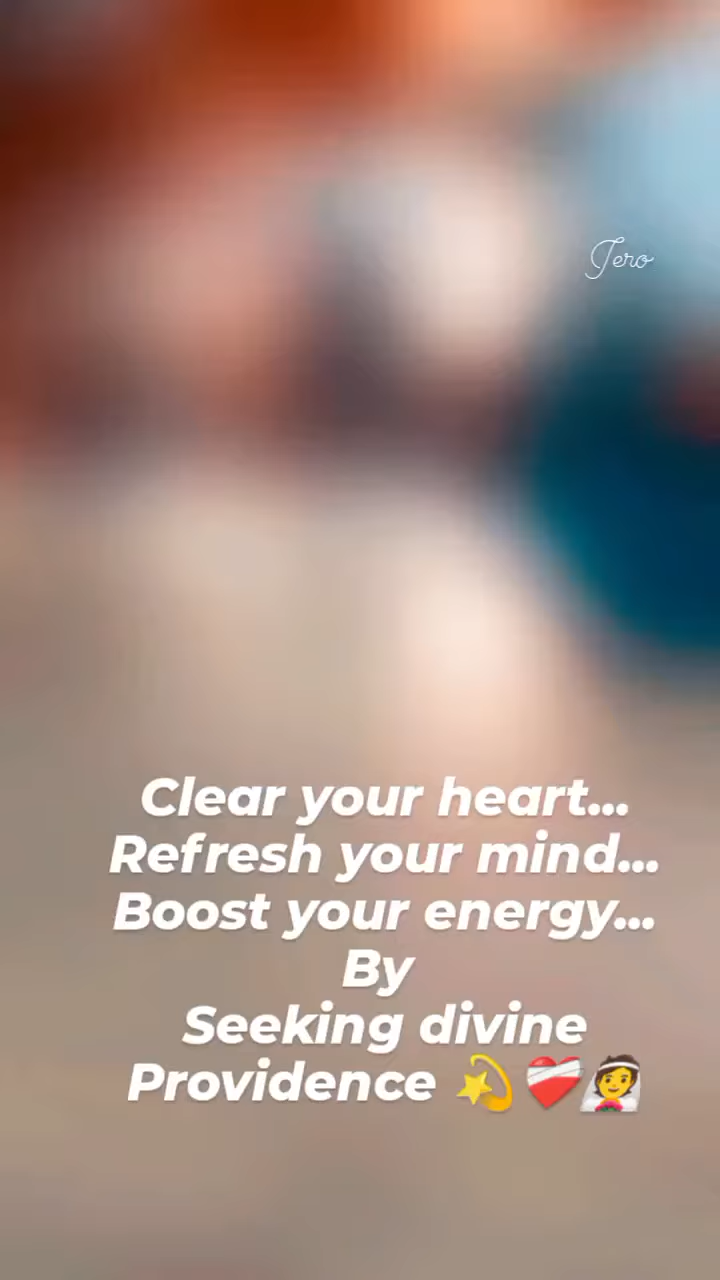 Jero
Clear your heart...
Refresh your mind...
Boost your energy...
By
Seeking divine
Providence 💫❤️‍🩹👰